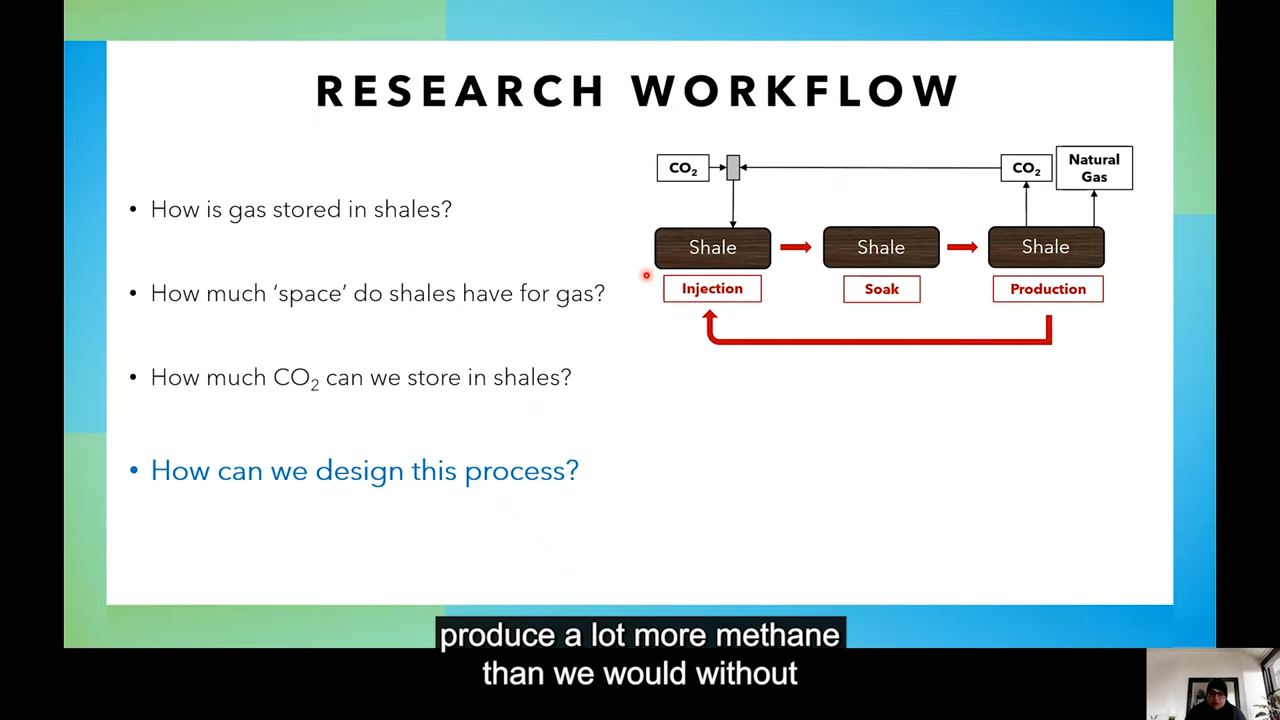 RESEARCH WORKFLOW
• How is gas stored in shales?
• How much ‘space’ do shales have for gas?
• How much CO₂ can we store in shales?
• How can we design this process?
CO₂
CO₂
Natural
Gas
Shale
Shale
Shale
Injection
Soak
Production
produce a lot more methane
than we would without